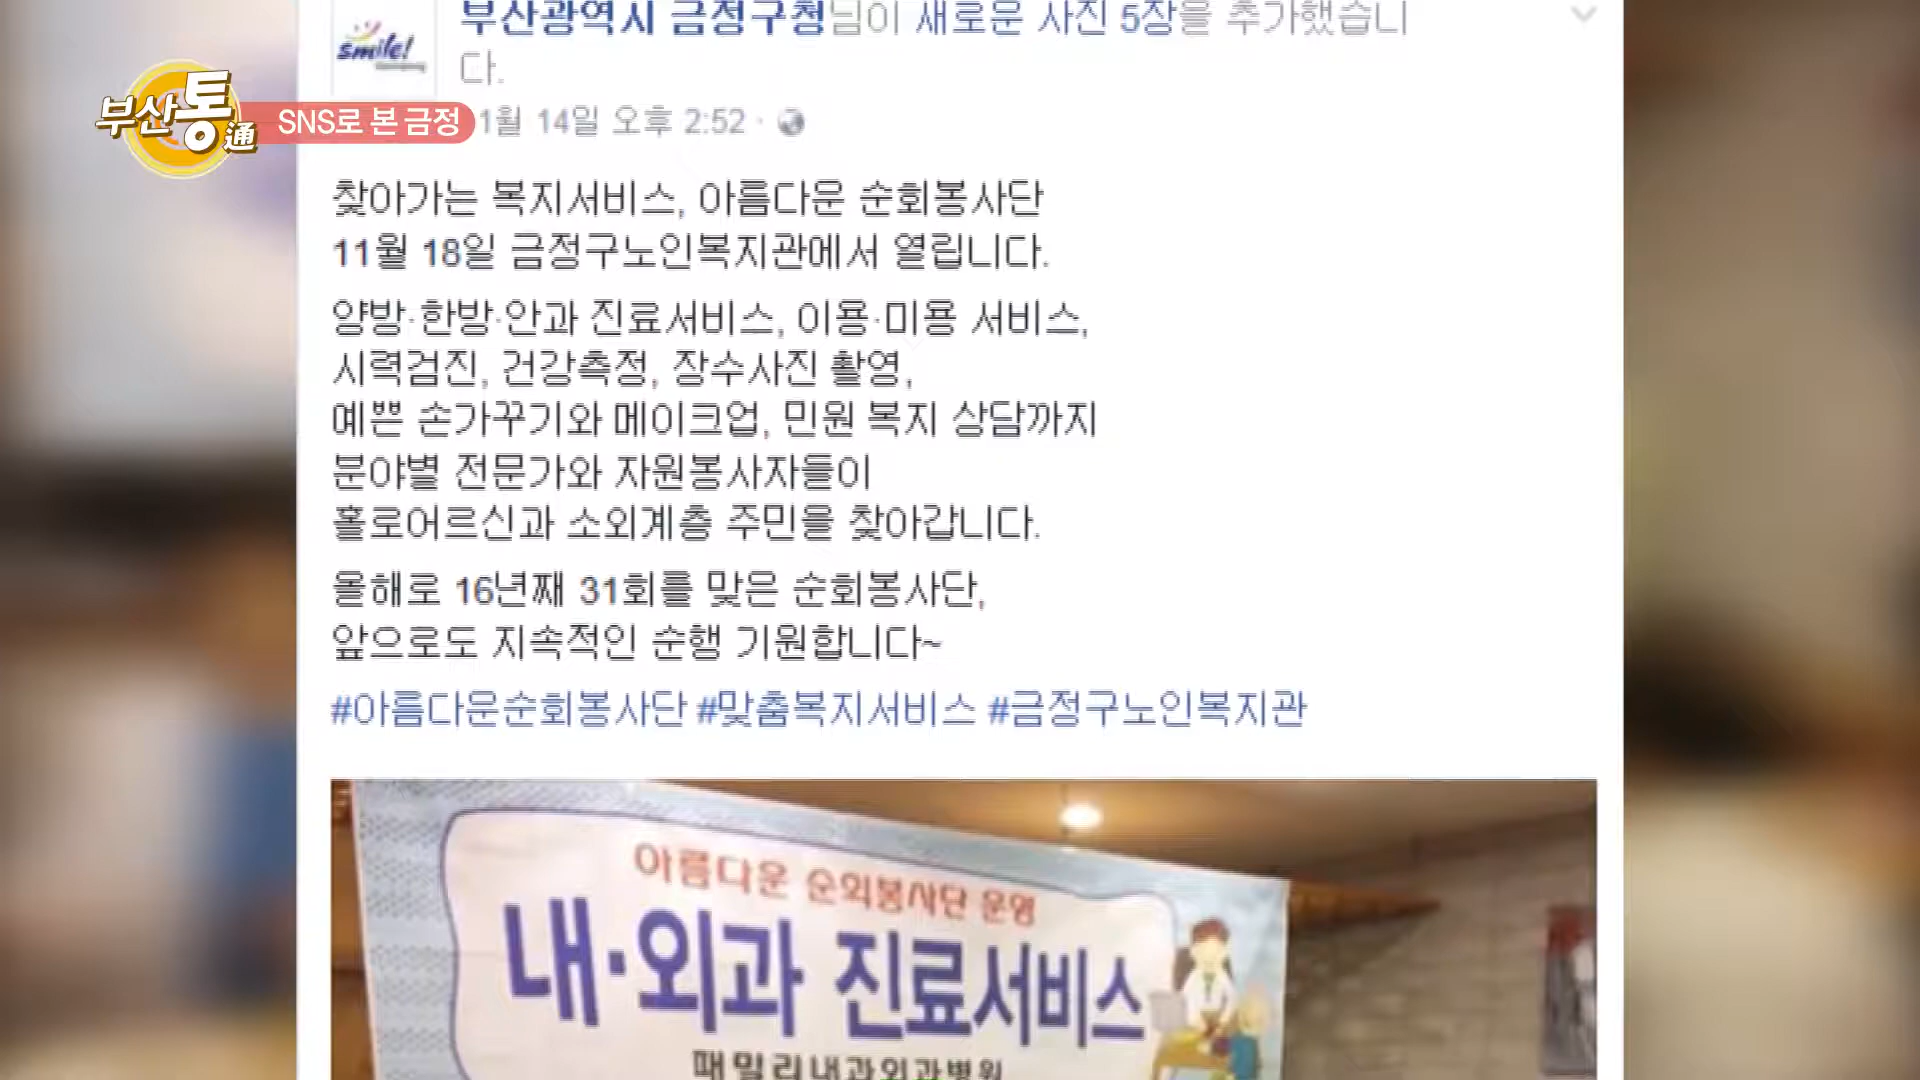 부산광역시 금정구청님이 새로운 사진 5장을 추가했습니
다.
smile!
부산통通
SNS로 본 금정
1월 14일 오후 2:52 ·
찾아가는 복지서비스, 아름다운 순회봉사단
11월 18일 금정구노인복지관에서 열립니다.
양방·한방·안과 진료서비스, 이용·미용 서비스,
시력검진, 건강측정, 장수사진 촬영,
예쁜 손가꾸기와 메이크업, 민원 복지 상담까지
분야별 전문가와 자원봉사자들이
홀로어르신과 소외계층 주민을 찾아갑니다.
올해로 16년째 31회를 맞은 순회봉사단,
앞으로도 지속적인 순행 기원합니다~
#아름다운순회봉사단 #맞춤복지서비스 #금정구노인복지관
아름다운 순회봉사단 운영
내·외과 진료서비스
패밀리내과외과병원